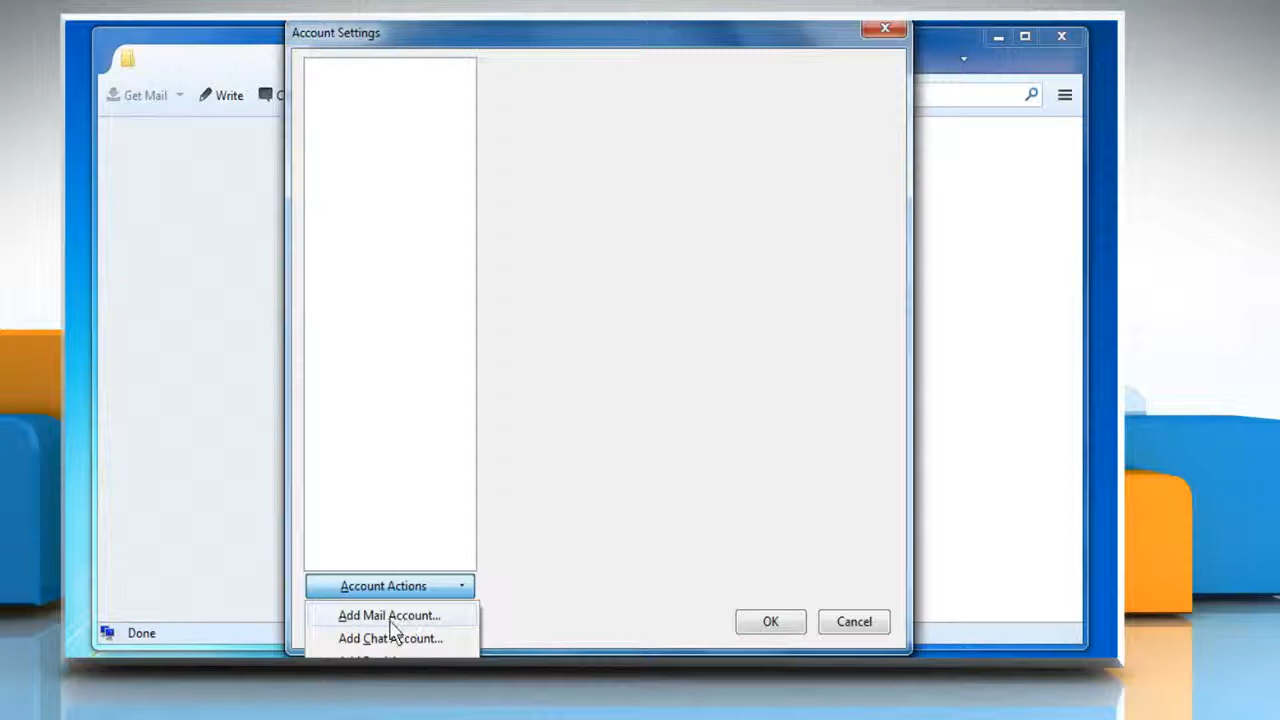 Account Settings
Get Mail
Write
Account Actions
Add Mail Account...
Add Chat Account...
OK
Cancel
Done